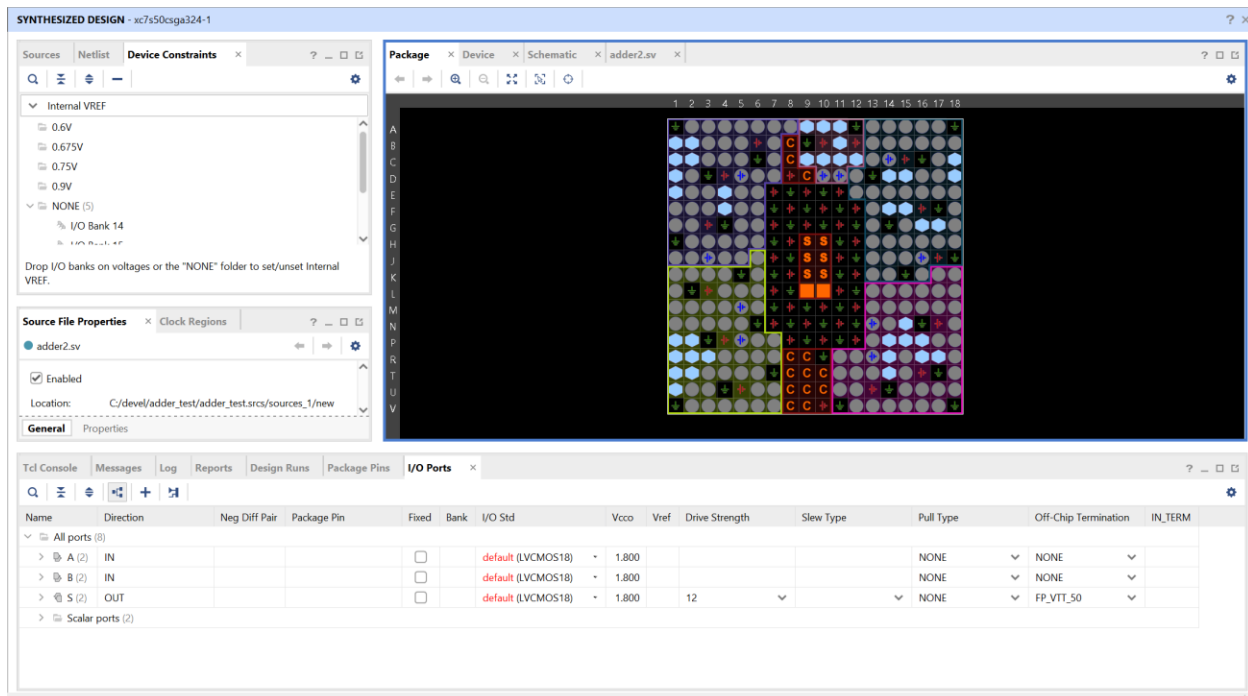 SYNTHESIZED DESIGN - xc7s50csga324-1
?
Sources Netlist Device Constraints × ?
Internal VREF
0.6V
0.675V
0.75V
0.9V
NONE (5)
I/O Bank 14
Drop I/O banks on voltages or the "NONE" folder to set/unset Internal
VREF.
Source File Properties × Clock Regions ?
adder2.sv
Enabled
Location: C:/devel/adder_test/adder_test.srcs/sources_1/new
General Properties
Package × Device × Schematic × adder2.sv × ?
1 2 3 4 5 6 7 8 9 10 11 12 13 14 15 16 17 18
A
B C
C C
D C
E
F
G
H S S
J S S
K S S
L
M
N
P
R C C
T C C C
U C C C
V C C
Tcl Console Messages Log Reports Design Runs Package Pins I/O Ports × ?
Name Direction Neg Diff Pair Package Pin Fixed Bank I/O Std Vcco Vref Drive Strength Slew Type Pull Type Off-Chip Termination IN_TERM
All ports (8)
A (2) IN default (LVCMOS18) 1.800 NONE NONE
B (2) IN default (LVCMOS18) 1.800 NONE NONE
S (2) OUT default (LVCMOS18) 1.800 12 NONE FP_VTT_50
Scalar ports (2)